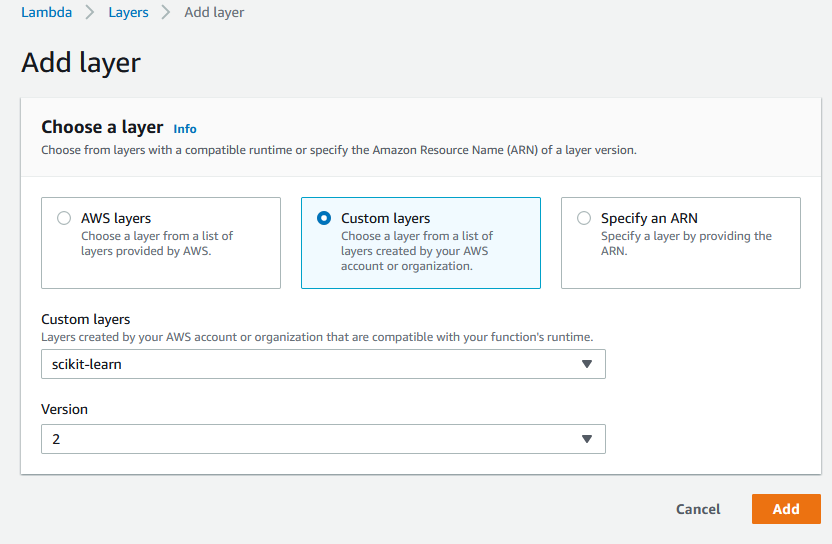 Lambda > Layers > Add layer
Add layer
Choose a layer Info
Choose from layers with a compatible runtime or specify the Amazon Resource Name (ARN) of a layer version.
AWS layers
Choose a layer from a list of
layers provided by AWS.
Custom layers
Choose a layer from a list of
layers created by your AWS
account or organization.
Specify an ARN
Specify a layer by providing the
ARN.
Custom layers
Layers created by your AWS account or organization that are compatible with your function's runtime.
scikit-learn
Version
2
Cancel Add